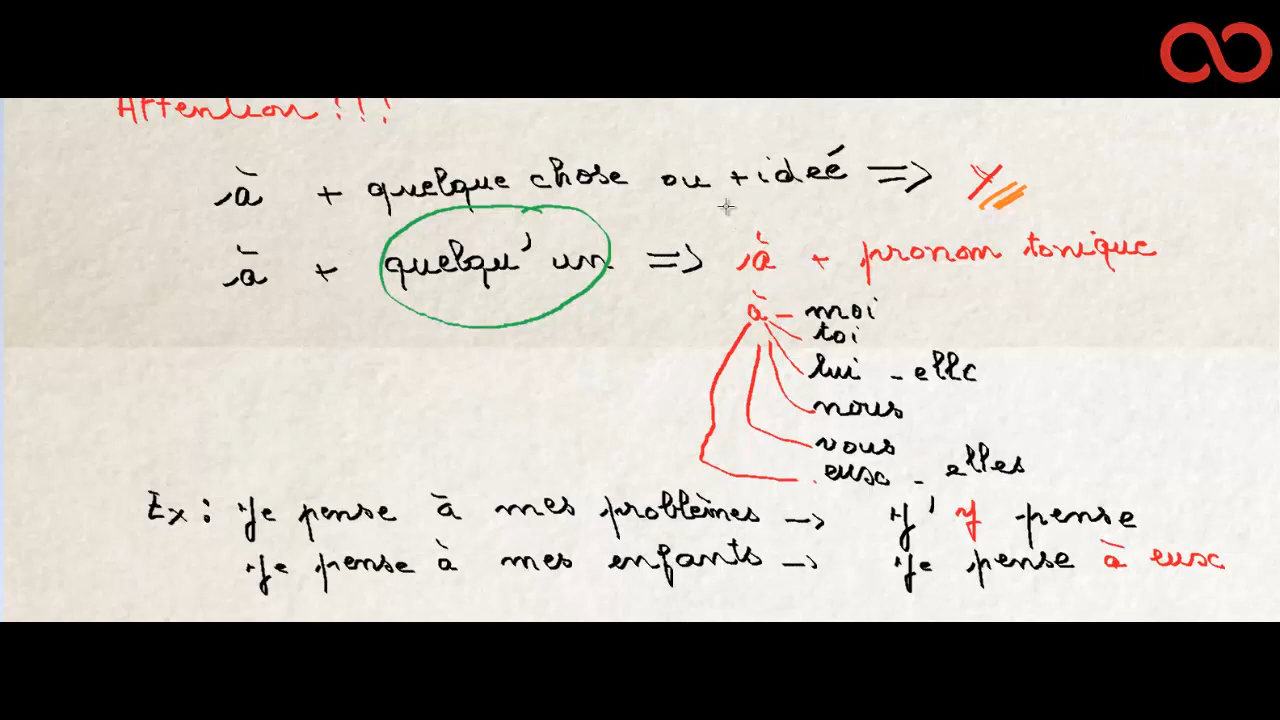 Attention !!!
à + quelque chose ou + ideé => y
à + quelqu'un => à + pronom tonique
à - moi
toi
lui - elle
nous
vous
eux - elles
Ex : Je pense à mes problèmes -> J'y pense
Je pense à mes enfants -> Je pense à eux